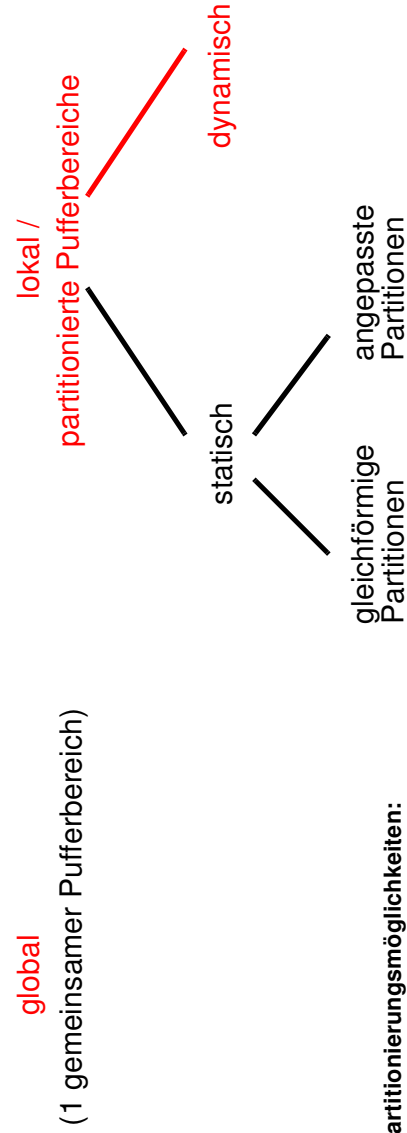 global
(1 gemeinsamer Pufferbereich)
lokal /
partitionierte Pufferbereiche
statisch
dynamisch
gleichförmige
Partitionen
angepasste
Partitionen
artitionierungsmöglichkeiten: